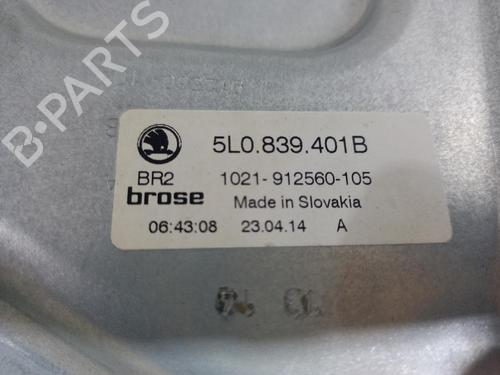 B-PARTS
5L0.839.401B
BR2 1021- 912560-105
brose Made in Slovakia
06:43:08 23.04.14 A